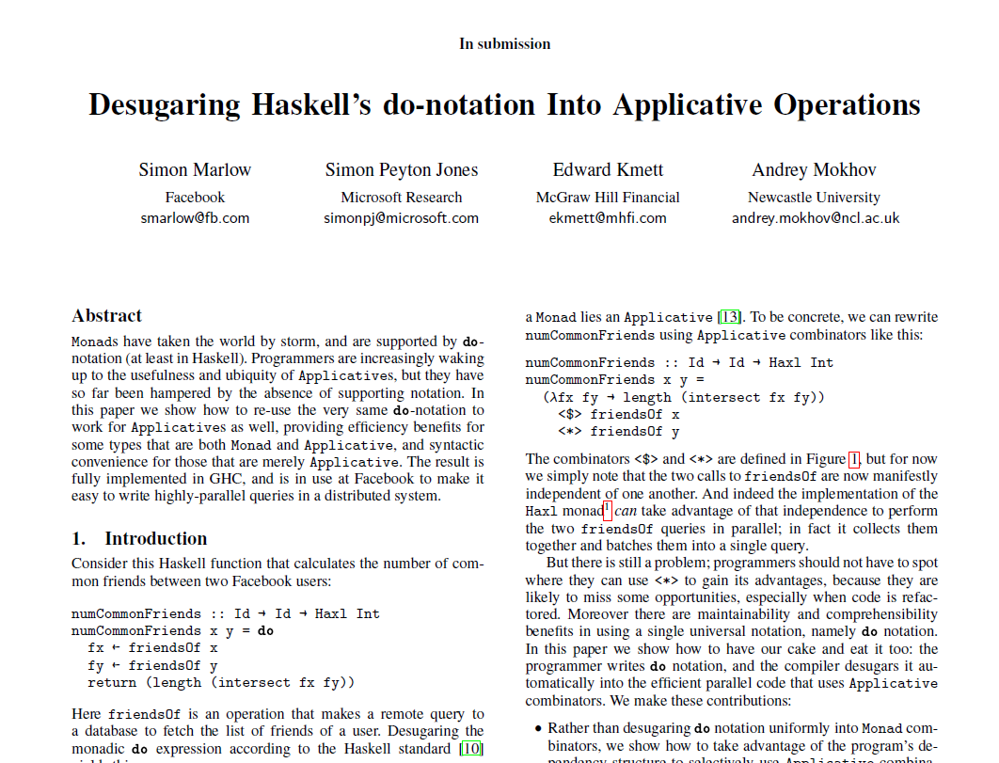 In submission
Desugaring Haskell's do-notation Into Applicative Operations
Simon Marlow
Facebook
smarlow@fb.com
Simon Peyton Jones
Microsoft Research
simonpj@microsoft.com
Edward Kmett
McGraw Hill Financial
ekmett@mhfi.com
Andrey Mokhov
Newcastle University
andrey.mokhov@ncl.ac.uk
Abstract
Monads have taken the world by storm, and are supported by do-
notation (at least in Haskell). Programmers are increasingly waking
up to the usefulness and ubiquity of Applicatives, but they have
so far been hampered by the absence of supporting notation. In
this paper we show how to re-use the very same do-notation to
work for Applicatives as well, providing efficiency benefits for
some types that are both Monad and Applicative, and syntactic
convenience for those that are merely Applicative. The result is
fully implemented in GHC, and is in use at Facebook to make it
easy to write highly-parallel queries in a distributed system.
1. Introduction
Consider this Haskell function that calculates the number of com-
mon friends between two Facebook users:
numCommonFriends :: Id → Id → Haxl Int
numCommonFriends x y = do
fx ← friendsOf x
fy ← friendsOf y
return (length (intersect fx fy))
Here friendsOf is an operation that makes a remote query to
a database to fetch the list of friends of a user. Desugaring the
monadic do expression according to the Haskell standard [10]
a Monad lies an Applicative [13]. To be concrete, we can rewrite
numCommonFriends using Applicative combinators like this:
numCommonFriends :: Id → Id → Haxl Int
numCommonFriends x y =
(λfx fy → length (intersect fx fy))
<$> friendsOf x
<*> friendsOf y
The combinators <$> and <*> are defined in Figure 1, but for now
we simply note that the two calls to friendsOf are now manifestly
independent of one another. And indeed the implementation of the
Haxl monad1 can take advantage of that independence to perform
the two friendsOf queries in parallel; in fact it collects them
together and batches them into a single query.
But there is still a problem; programmers should not have to spot
where they can use <*> to gain its advantages, because they are
likely to miss some opportunities, especially when code is refac-
tored. Moreover there are maintainability and comprehensibility
benefits in using a single universal notation, namely do notation.
In this paper we show how to have our cake and eat it too: the
programmer writes do notation, and the compiler desugars it au-
tomatically into the efficient parallel code that uses Applicative
combinators. We make these contributions:
• Rather than desugaring do notation uniformly into Monad com-
binators, we show how to take advantage of the program's de-